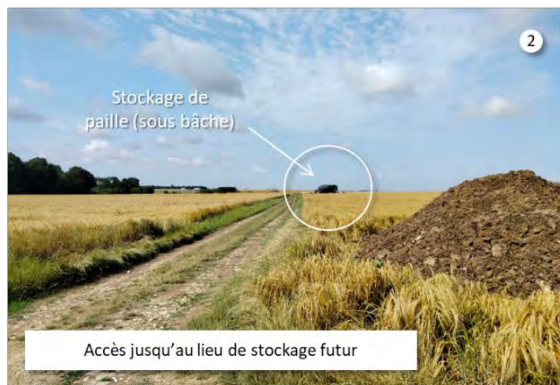 2
Stockage de
paille (sous bâche)
Accès jusqu'au lieu de stockage futur